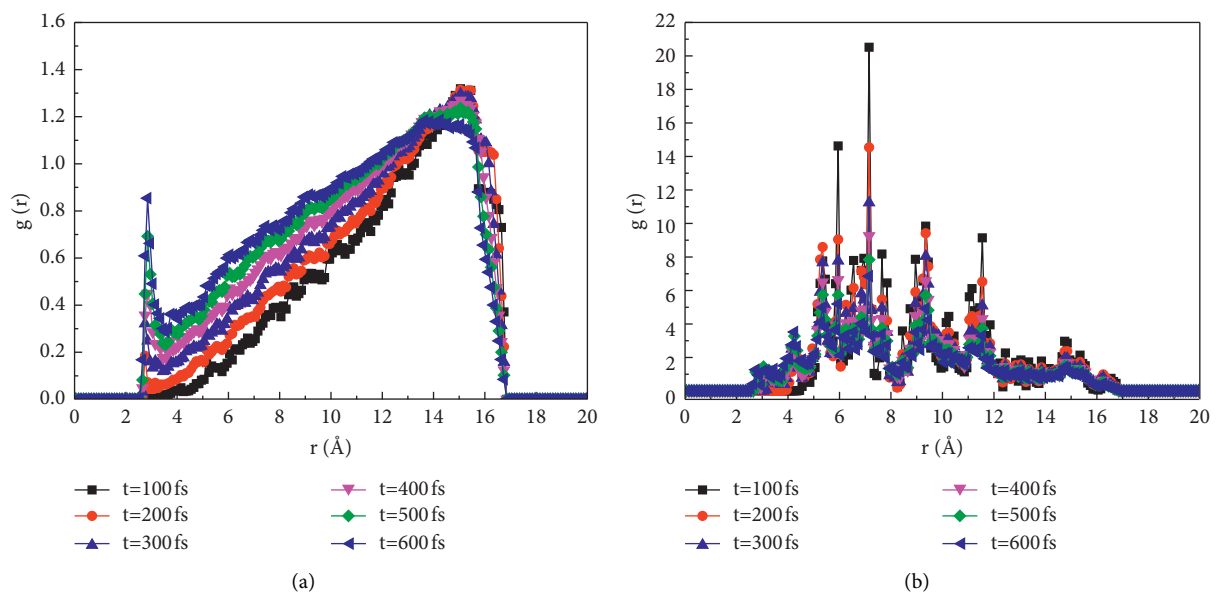 1.6
1.4
1.2
1.0
0.8
0.6
0.4
0.2
0.0
g (r)
0 2 4 6 8 10 12 14 16 18 20
r (Å)
t=100 fs
t=200 fs
t=300 fs
t=400 fs
t=500 fs
t=600 fs
(a)
22
20
18
16
14
12
10
8
6
4
2
0
g (r)
0 2 4 6 8 10 12 14 16 18 20
r (Å)
t=100 fs
t=200 fs
t=300 fs
t=400 fs
t=500 fs
t=600 fs
(b)